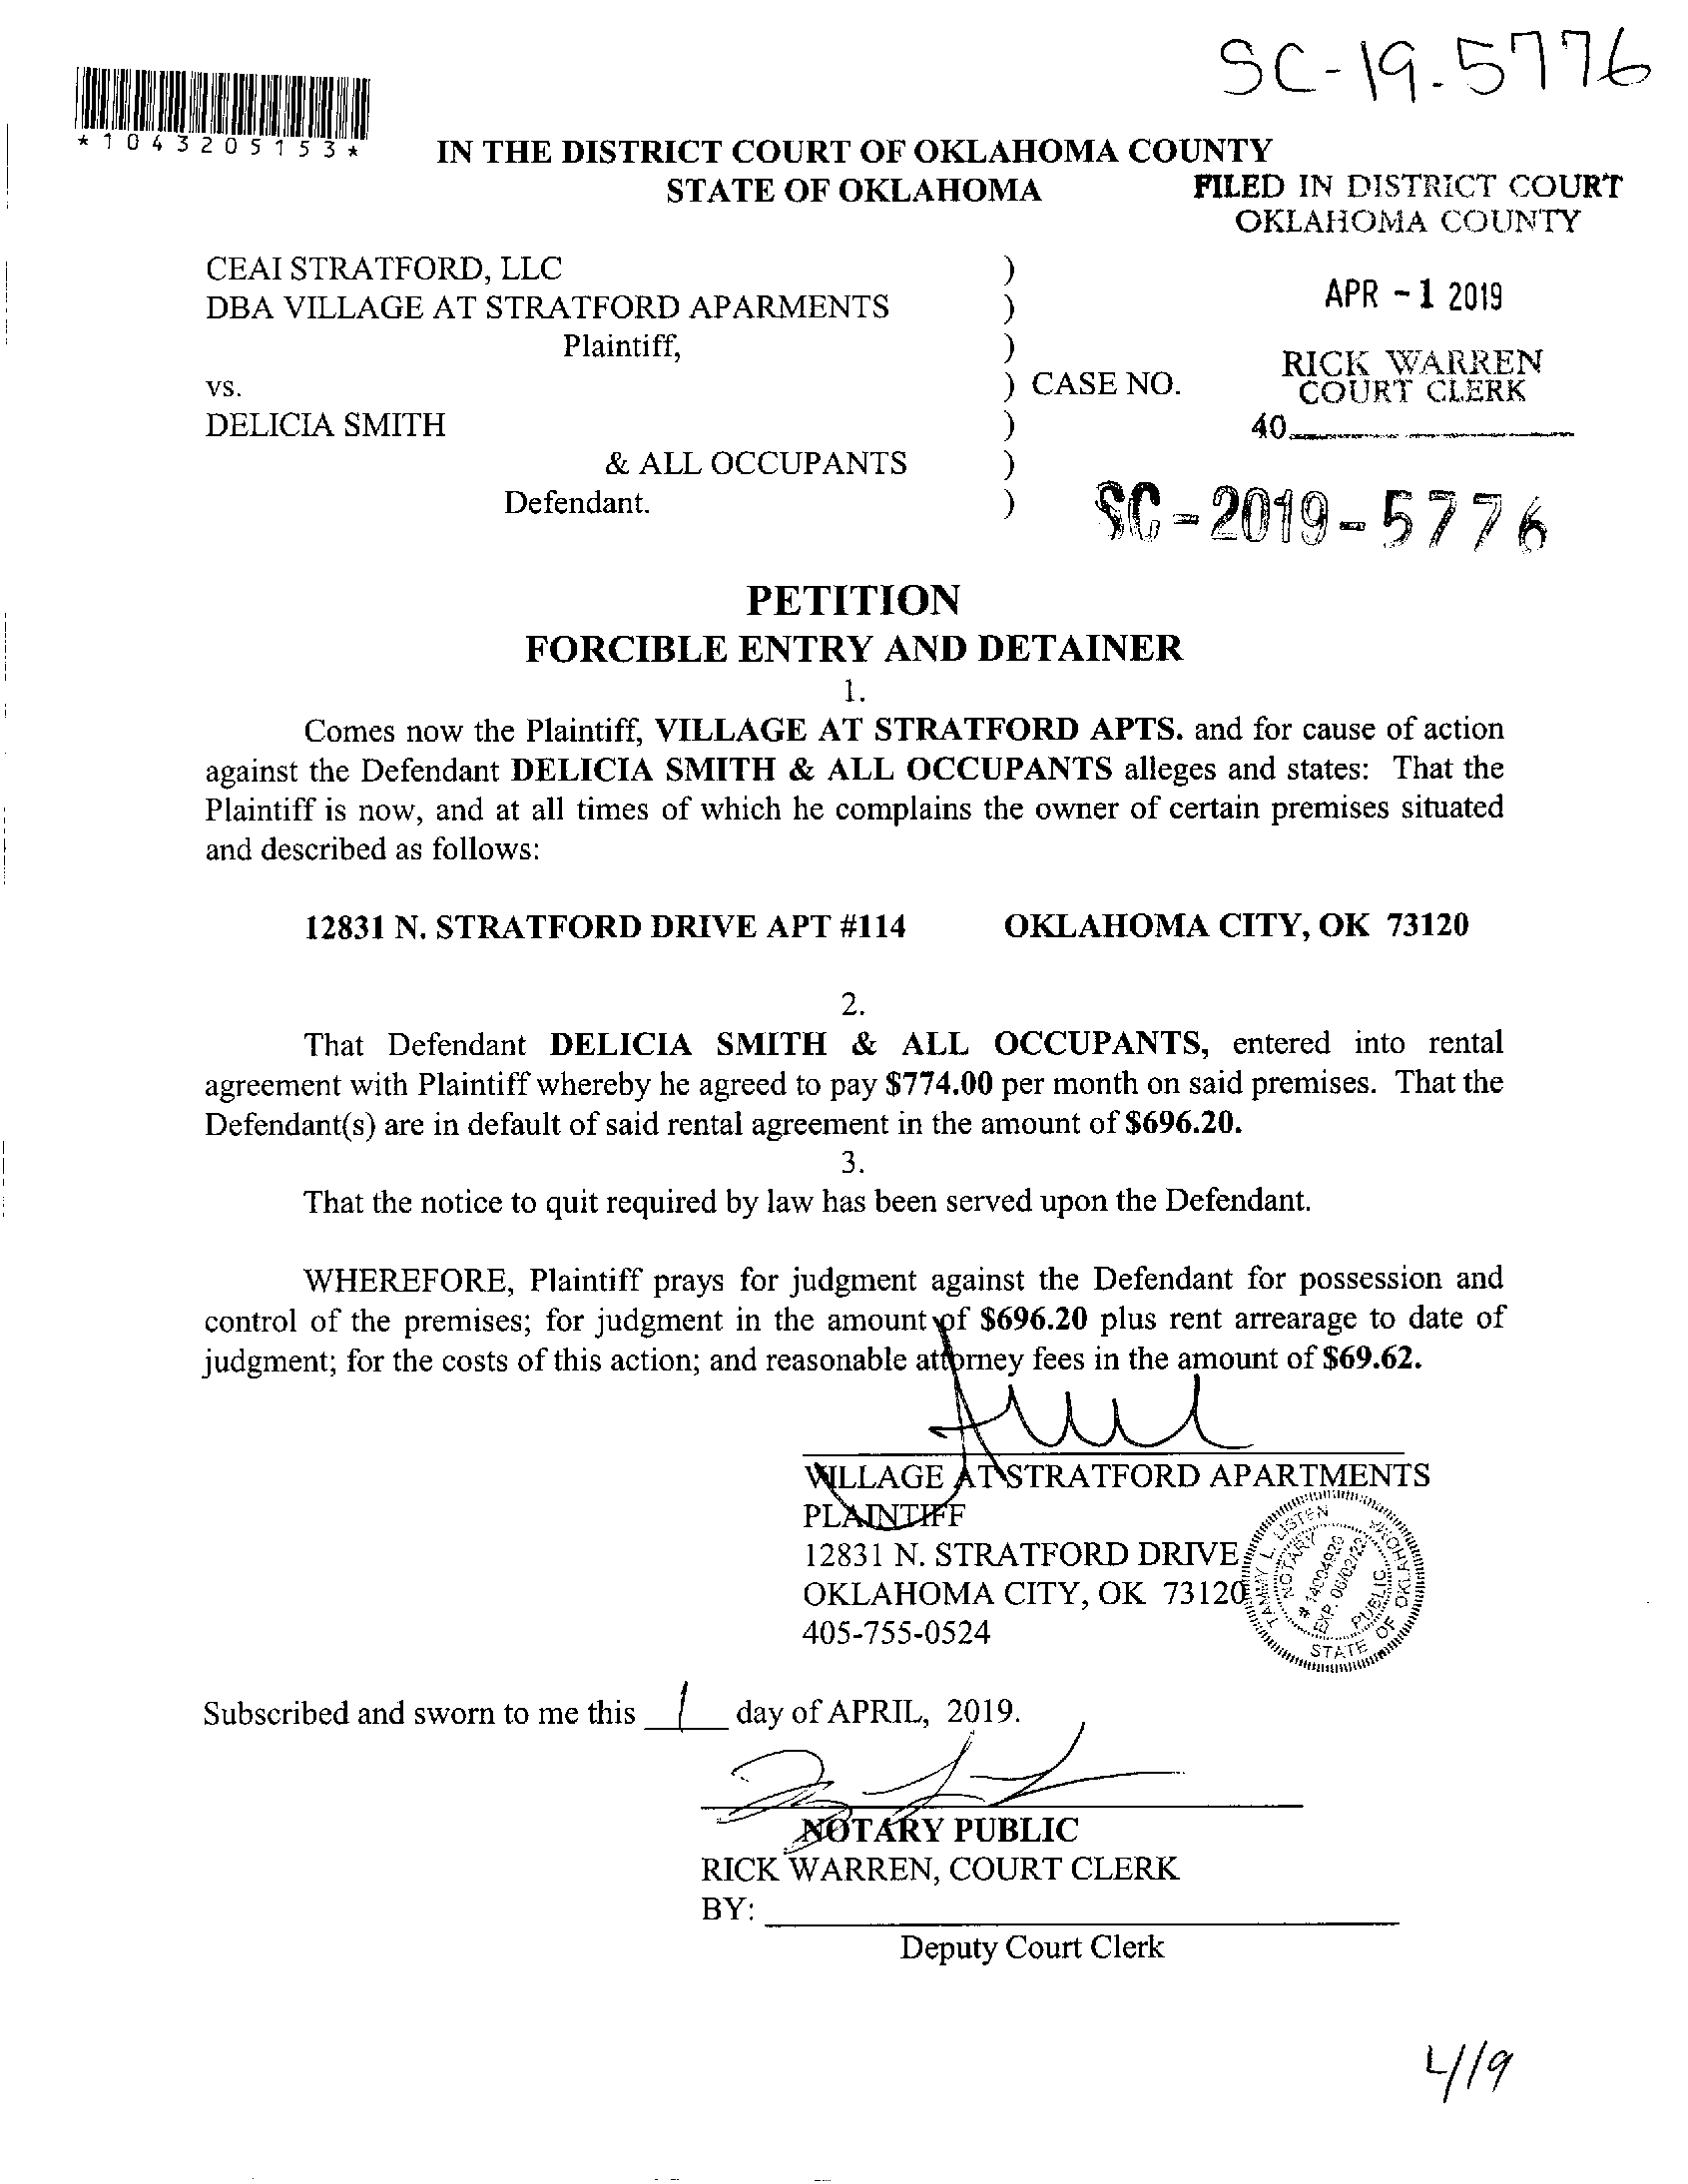 SC-19-5776
*1043205153*
IN THE DISTRICT COURT OF OKLAHOMA COUNTY
STATE OF OKLAHOMA
FILED IN DISTRICT COURT
OKLAHOMA COUNTY
CEAI STRATFORD, LLC )
DBA VILLAGE AT STRATFORD APARMENTS )
APR -1 2019
Plaintiff, )
RICK WARREN
COURT CLERK
vs. ) CASE NO.
DELICIA SMITH )
40
& ALL OCCUPANTS )
Defendant. )
SC-2019-5776
PETITION
FORCIBLE ENTRY AND DETAINER
1.
Comes now the Plaintiff, VILLAGE AT STRATFORD APTS. and for cause of action
against the Defendant DELICIA SMITH & ALL OCCUPANTS alleges and states: That the
Plaintiff is now, and at all times of which he complains the owner of certain premises situated
and described as follows:
12831 N. STRATFORD DRIVE APT #114 OKLAHOMA CITY, OK 73120
2.
That Defendant DELICIA SMITH & ALL OCCUPANTS, entered into rental
agreement with Plaintiff whereby he agreed to pay $774.00 per month on said premises. That the
Defendant(s) are in default of said rental agreement in the amount of $696.20.
3.
That the notice to quit required by law has been served upon the Defendant.
WHEREFORE, Plaintiff prays for judgment against the Defendant for possession and
control of the premises; for judgment in the amount of $696.20 plus rent arrearage to date of
judgment; for the costs of this action; and reasonable attorney fees in the amount of $69.62.
VILLAGE AT STRATFORD APARTMENTS
PLAINTIFF
12831 N. STRATFORD DRIVE
OKLAHOMA CITY, OK 73120
405-755-0524
TAMMY L. LISTEN
NOTARY
# 14004920
EXP. 06/02/22
PUBLIC
STATE OF OKLAHOMA
Subscribed and sworn to me this 1 day of APRIL, 2019.
NOTARY PUBLIC
RICK WARREN, COURT CLERK
BY:
Deputy Court Clerk
4/19